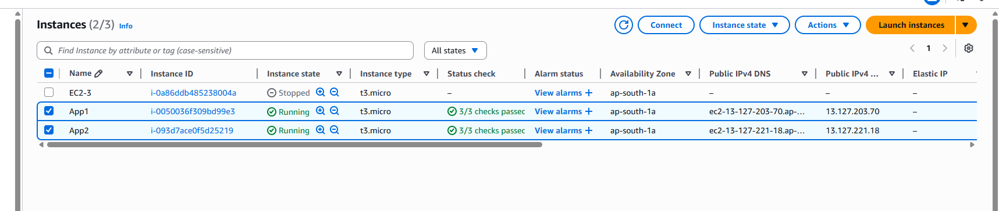 Instances (2/3) Info Connect Instance state Actions Launch instances
Find Instance by attribute or tag (case-sensitive) All states 1
Name Instance ID Instance state Instance type Status check Alarm status Availability Zone Public IPv4 DNS Public IPv4 ... Elastic IP
EC2-3 i-0a86ddb485238004a Stopped t3.micro – View alarms + ap-south-1a – – –
App1 i-0050036f309bd99e3 Running t3.micro 3/3 checks passec View alarms + ap-south-1a ec2-13-127-203-70.ap-... 13.127.203.70 –
App2 i-093d7ace0f5d25219 Running t3.micro 3/3 checks passec View alarms + ap-south-1a ec2-13-127-221-18.ap-... 13.127.221.18 –